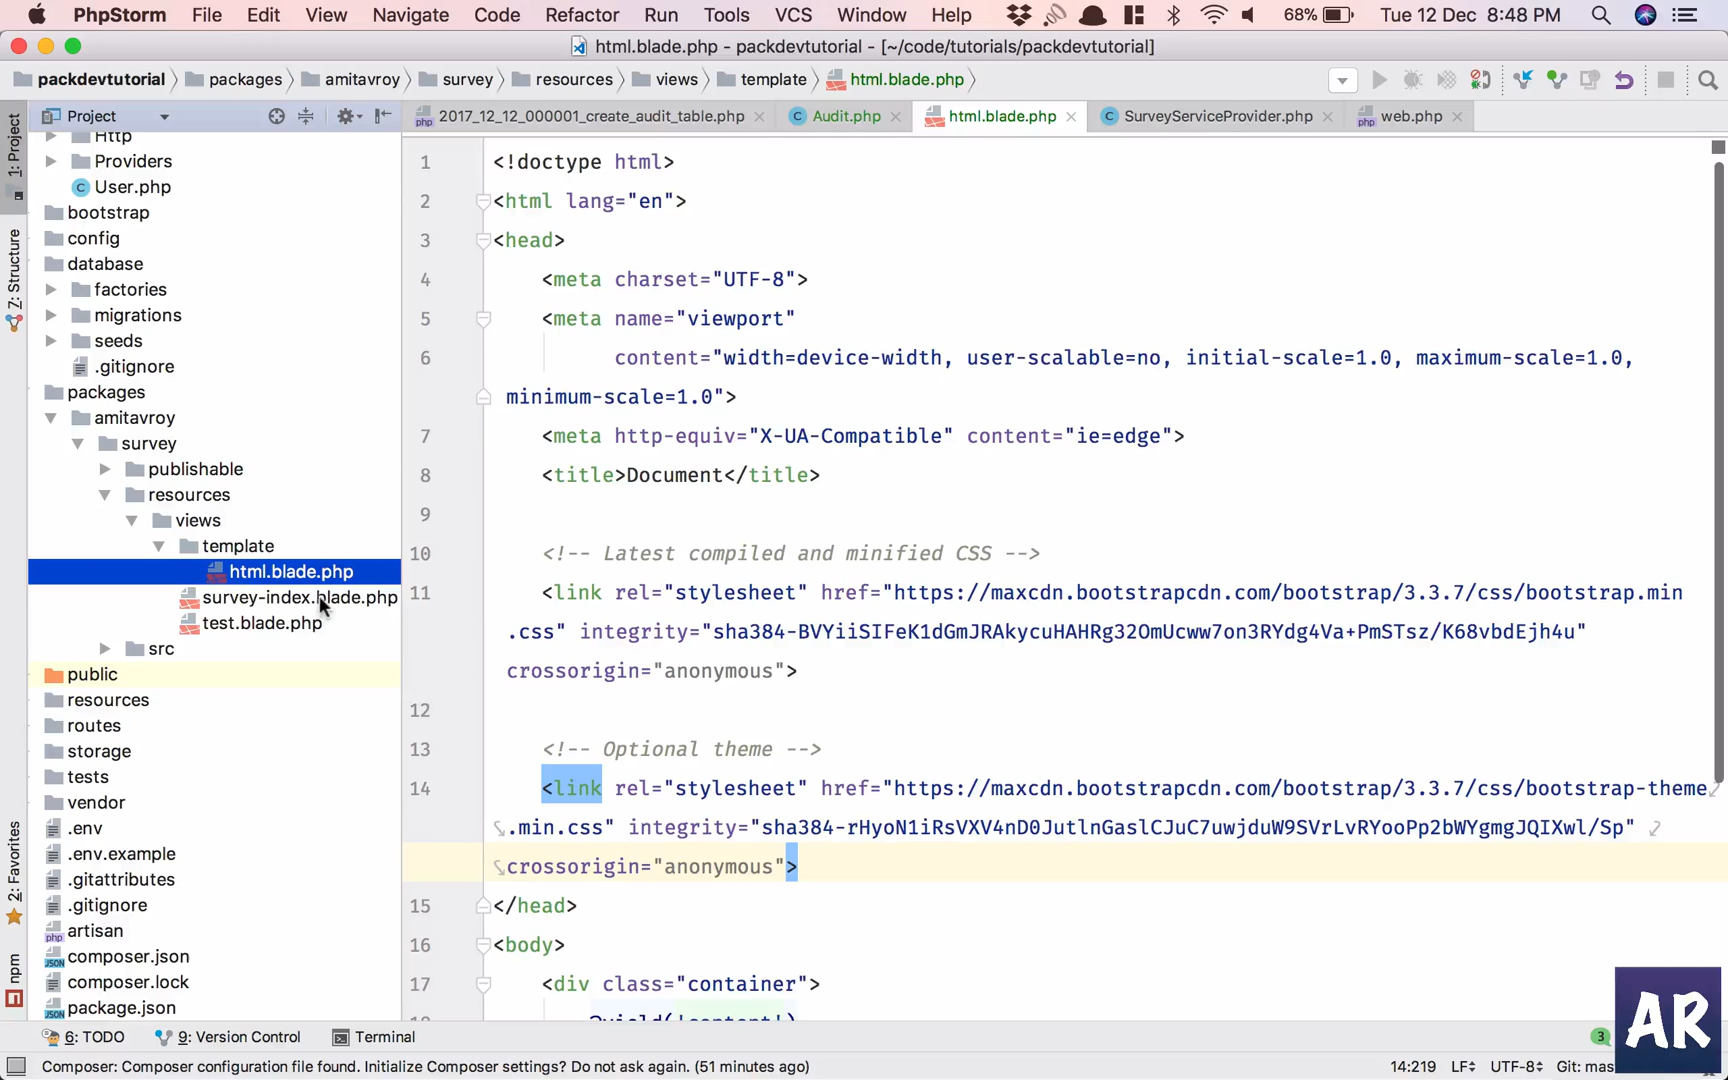 PhpStorm File Edit View Navigate Code Refactor Run Tools VCS Window Help 68% Tue 12 Dec 8:48 PM
html.blade.php - packdevtutorial - [~/code/tutorials/packdevtutorial]
packdevtutorial packages amitavroy survey resources views template html.blade.php
Project 2017_12_12_000001_create_audit_table.php Audit.php html.blade.php SurveyServiceProvider.php web.php
1: Project
7: Structure
2: Favorites
npm
Http
Providers
User.php
bootstrap
config
database
factories
migrations
seeds
.gitignore
packages
amitavroy
survey
publishable
resources
views
template
html.blade.php
survey-index.blade.php
test.blade.php
src
public
resources
routes
storage
tests
vendor
.env
.env.example
.gitattributes
.gitignore
artisan
composer.json
composer.lock
package.json
1 <!doctype html>
2 <html lang="en">
3 <head>
4 <meta charset="UTF-8">
5 <meta name="viewport"
6 content="width=device-width, user-scalable=no, initial-scale=1.0, maximum-scale=1.0,
minimum-scale=1.0">
7 <meta http-equiv="X-UA-Compatible" content="ie=edge">
8 <title>Document</title>
9
10 <!-- Latest compiled and minified CSS -->
11 <link rel="stylesheet" href="https://maxcdn.bootstrapcdn.com/bootstrap/3.3.7/css/bootstrap.min
.css" integrity="sha384-BVYiiSIFeK1dGmJRAkycuHAHRg32OmUcww7on3RYdg4Va+PmSTsz/K68vbdEjh4u"
crossorigin="anonymous">
12
13 <!-- Optional theme -->
14 <link rel="stylesheet" href="https://maxcdn.bootstrapcdn.com/bootstrap/3.3.7/css/bootstrap-theme
.min.css" integrity="sha384-rHyoN1iRsVXV4nD0JutlnGaslCJuC7uwjduW9SVrLvRYooPp2bWYgmgJQIXwl/Sp"
crossorigin="anonymous">
15 </head>
16 <body>
17 <div class="container">
@yield('content')
6: TODO 9: Version Control Terminal 3
Composer: Composer configuration file found. Initialize Composer settings? Do not ask again. (51 minutes ago) 14:219 LF UTF-8 Git: mas
AR